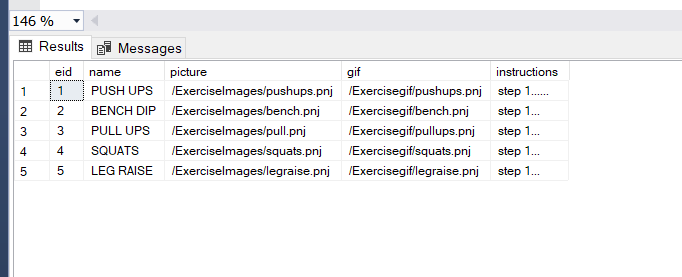 146 %
Results Messages
eid name picture gif instructions
1 1 PUSH UPS /ExerciseImages/pushups.pnj /Exercisegif/pushups.pnj step 1......
2 2 BENCH DIP /ExerciseImages/bench.pnj /Exercisegif/bench.pnj step 1...
3 3 PULL UPS /ExerciseImages/pull.pnj /Exercisegif/pullups.pnj step 1...
4 4 SQUATS /ExerciseImages/squats.pnj /Exercisegif/squats.pnj step 1...
5 5 LEG RAISE /ExerciseImages/legraise.pnj /Exercisegif/legraise.pnj step 1...